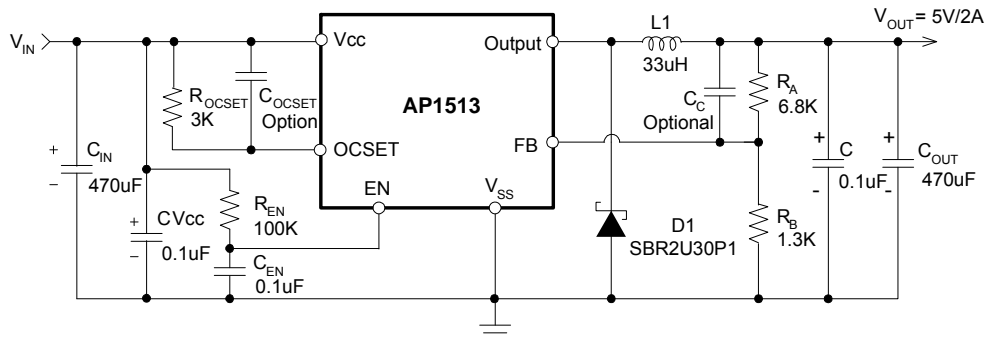 V_IN
Vcc
Output
L1
33uH
V_OUT = 5V/2A
AP1513
R_OCSET
3K
C_OCSET
Option
OCSET
EN
V_SS
FB
C_C
Optional
R_A
6.8K
+
C_IN
−
470uF
+
CVcc
−
0.1uF
R_EN
100K
C_EN
0.1uF
D1
SBR2U30P1
R_B
1.3K
+
C
-
0.1uF
+
C_OUT
-
470uF